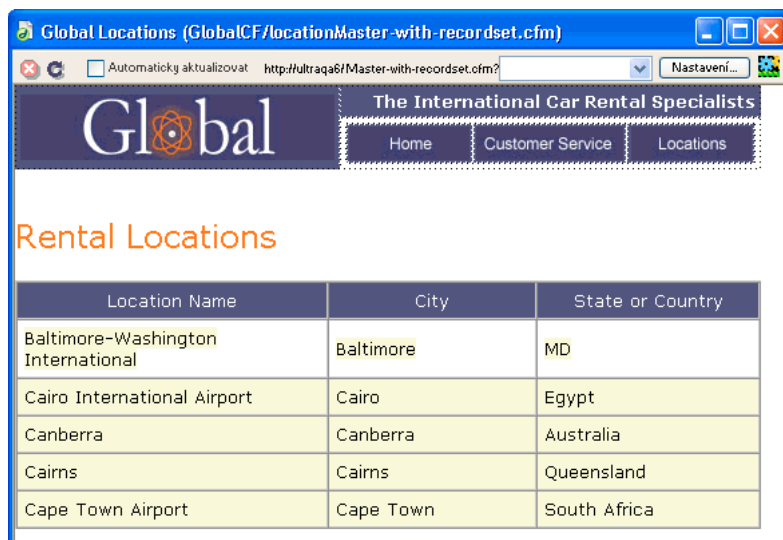 Global Locations (GlobalCF/locationMaster-with-recordset.cfm)
Automaticky aktualizovat http://ultraqa6/Master-with-recordset.cfm? Nastavení...
Global
The International Car Rental Specialists
Home Customer Service Locations
Rental Locations
Location Name City State or Country
Baltimore-Washington
International Baltimore MD
Cairo International Airport Cairo Egypt
Canberra Canberra Australia
Cairns Cairns Queensland
Cape Town Airport Cape Town South Africa